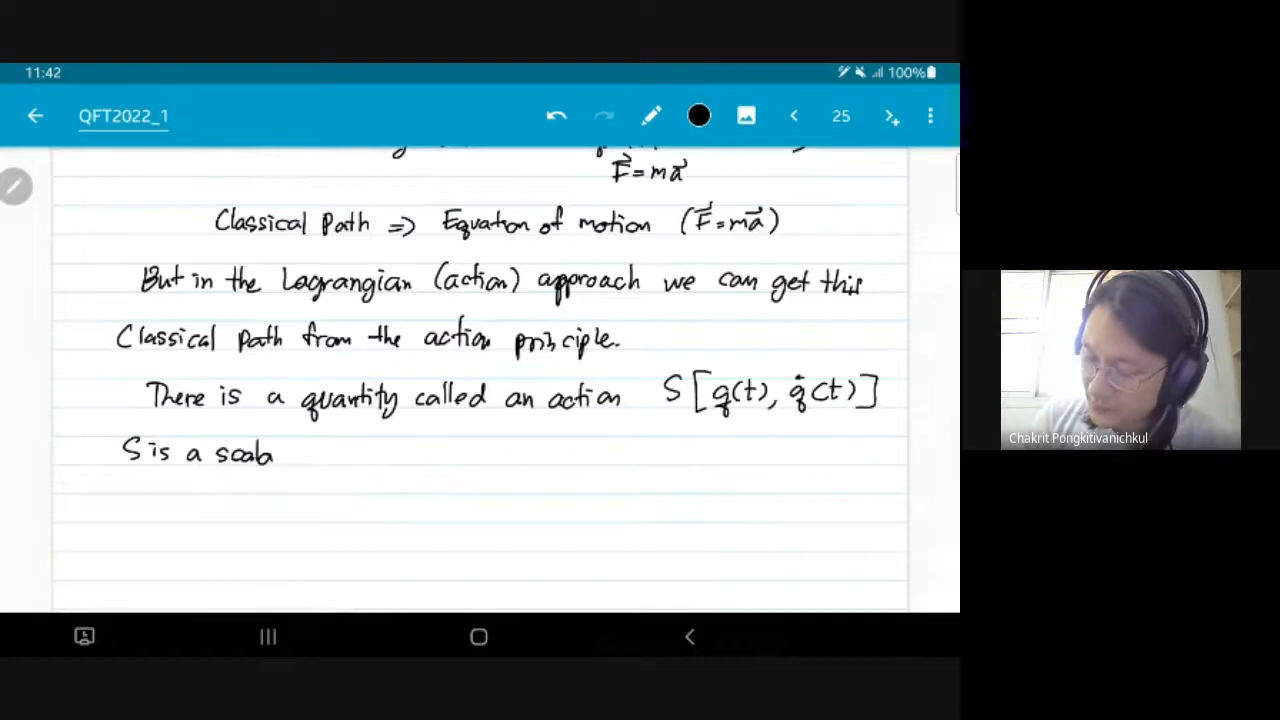 11:42
100%
QFT2022_1
25
F⃗ = ma⃗
Classical Path ⇒ Equation of motion (F⃗ = ma⃗)
But in the Lagrangian (action) approach we can get this
Classical path from the action principle.
There is a quantity called an action S[q(t), q̇(t)]
S is a scala
Chakrit Pongkitivanichkul